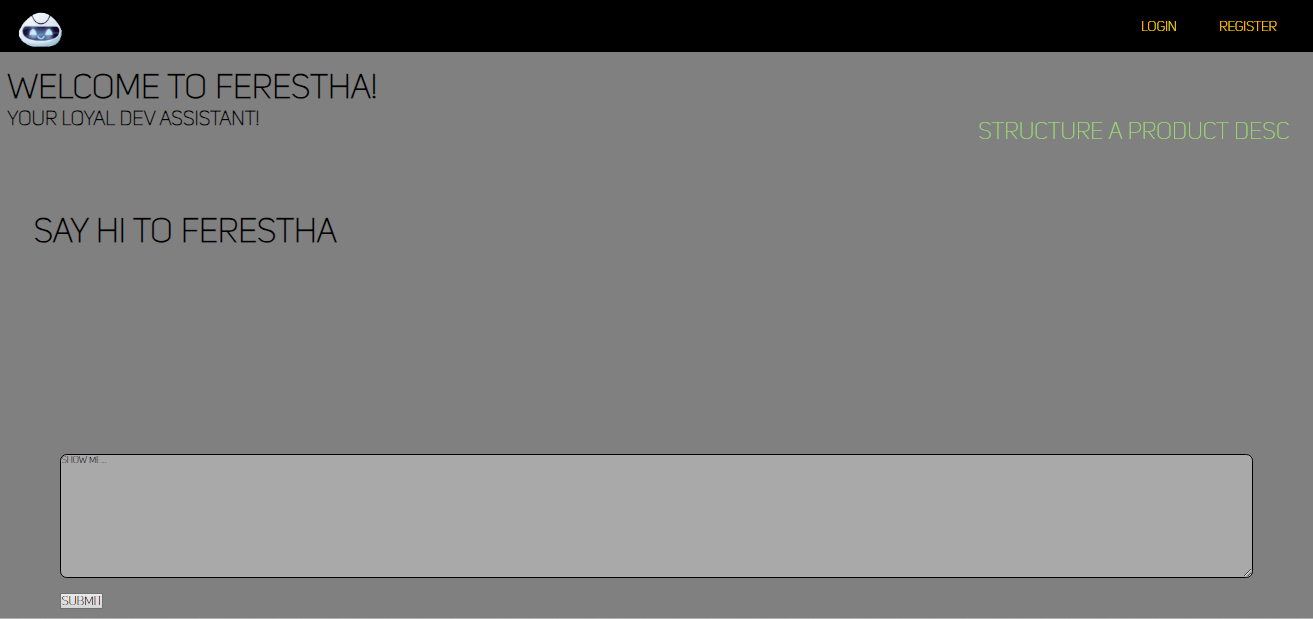 LOGIN REGISTER
WELCOME TO FERESTHA!
YOUR LOYAL DEV ASSISTANT!
STRUCTURE A PRODUCT DESC
SAY HI TO FERESTHA
SHOW ME...
SUBMIT